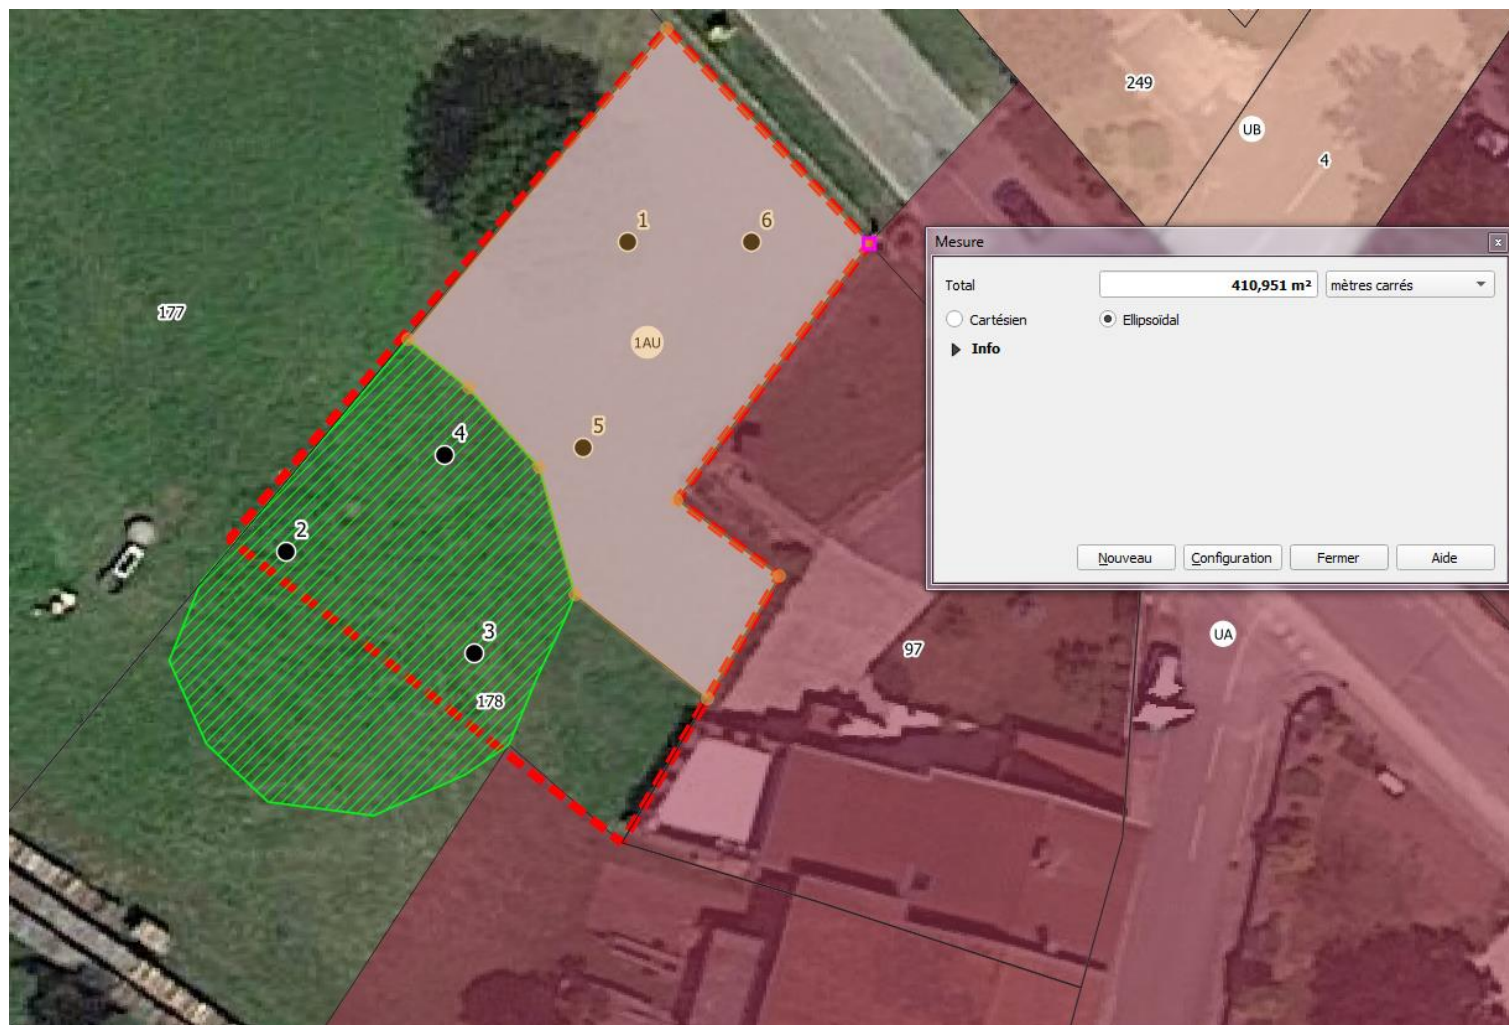 249
UB
4
1
6
177
1AU
5
4
2
3
178
97
UA
Mesure
x
Total 410,951 m² mètres carrés
Cartésien Ellipsoïdal
Info
Nouveau Configuration Fermer Aide